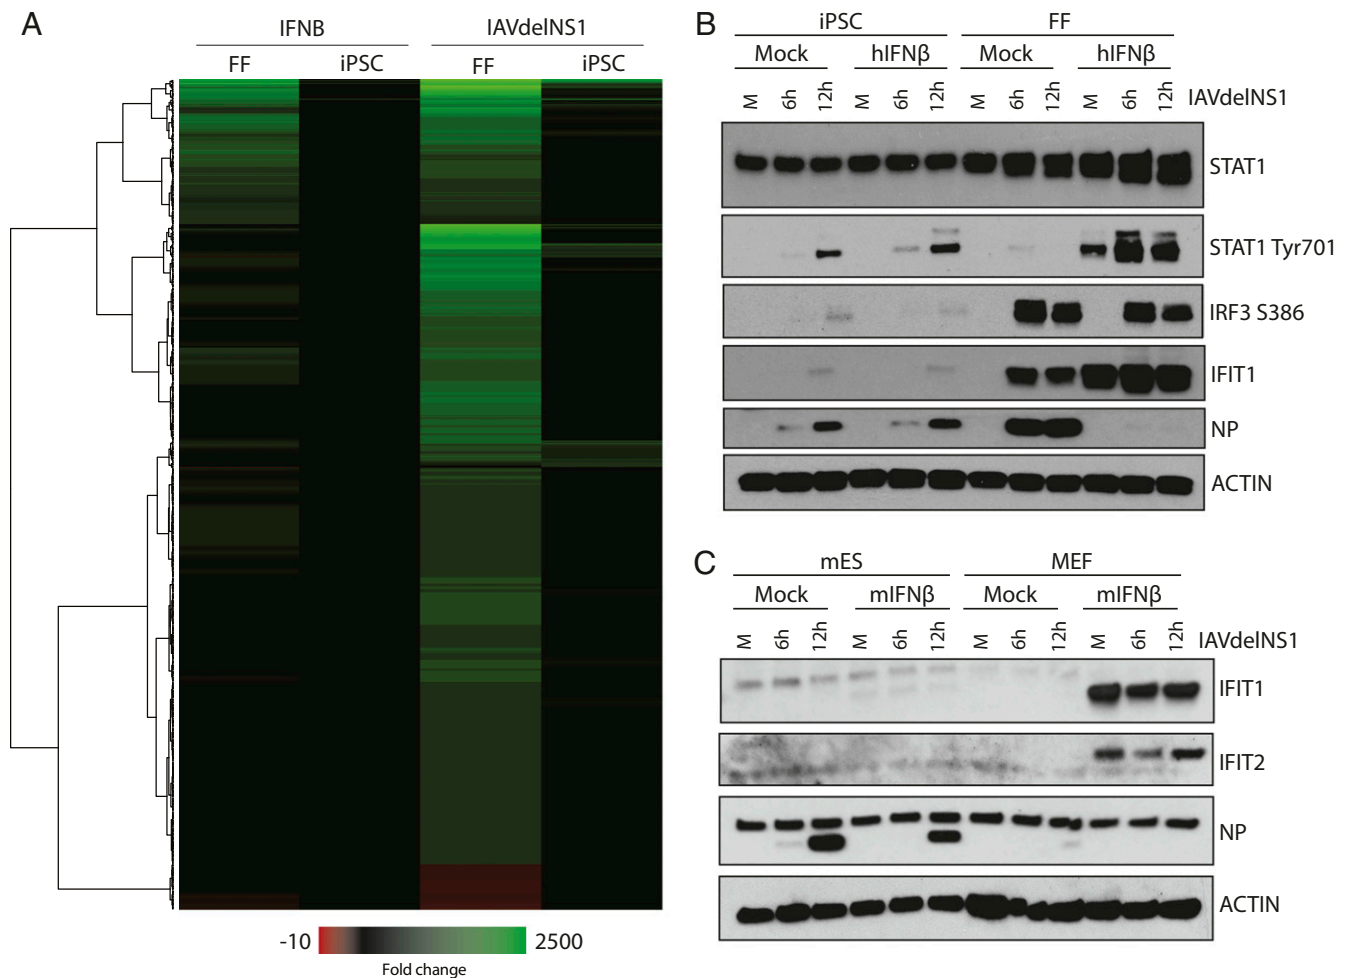 A
IFNB
IAVdelNS1
FF
iPSC
FF
iPSC
-10
2500
Fold change
B
iPSC
FF
Mock
hIFNβ
Mock
hIFNβ
M
6h
12h
M
6h
12h
M
6h
12h
M
6h
12h
IAVdelNS1
STAT1
STAT1 Tyr701
IRF3 S386
IFIT1
NP
ACTIN
C
mES
MEF
Mock
mIFNβ
Mock
mIFNβ
M
6h
12h
M
6h
12h
M
6h
12h
M
6h
12h
IAVdelNS1
IFIT1
IFIT2
NP
ACTIN